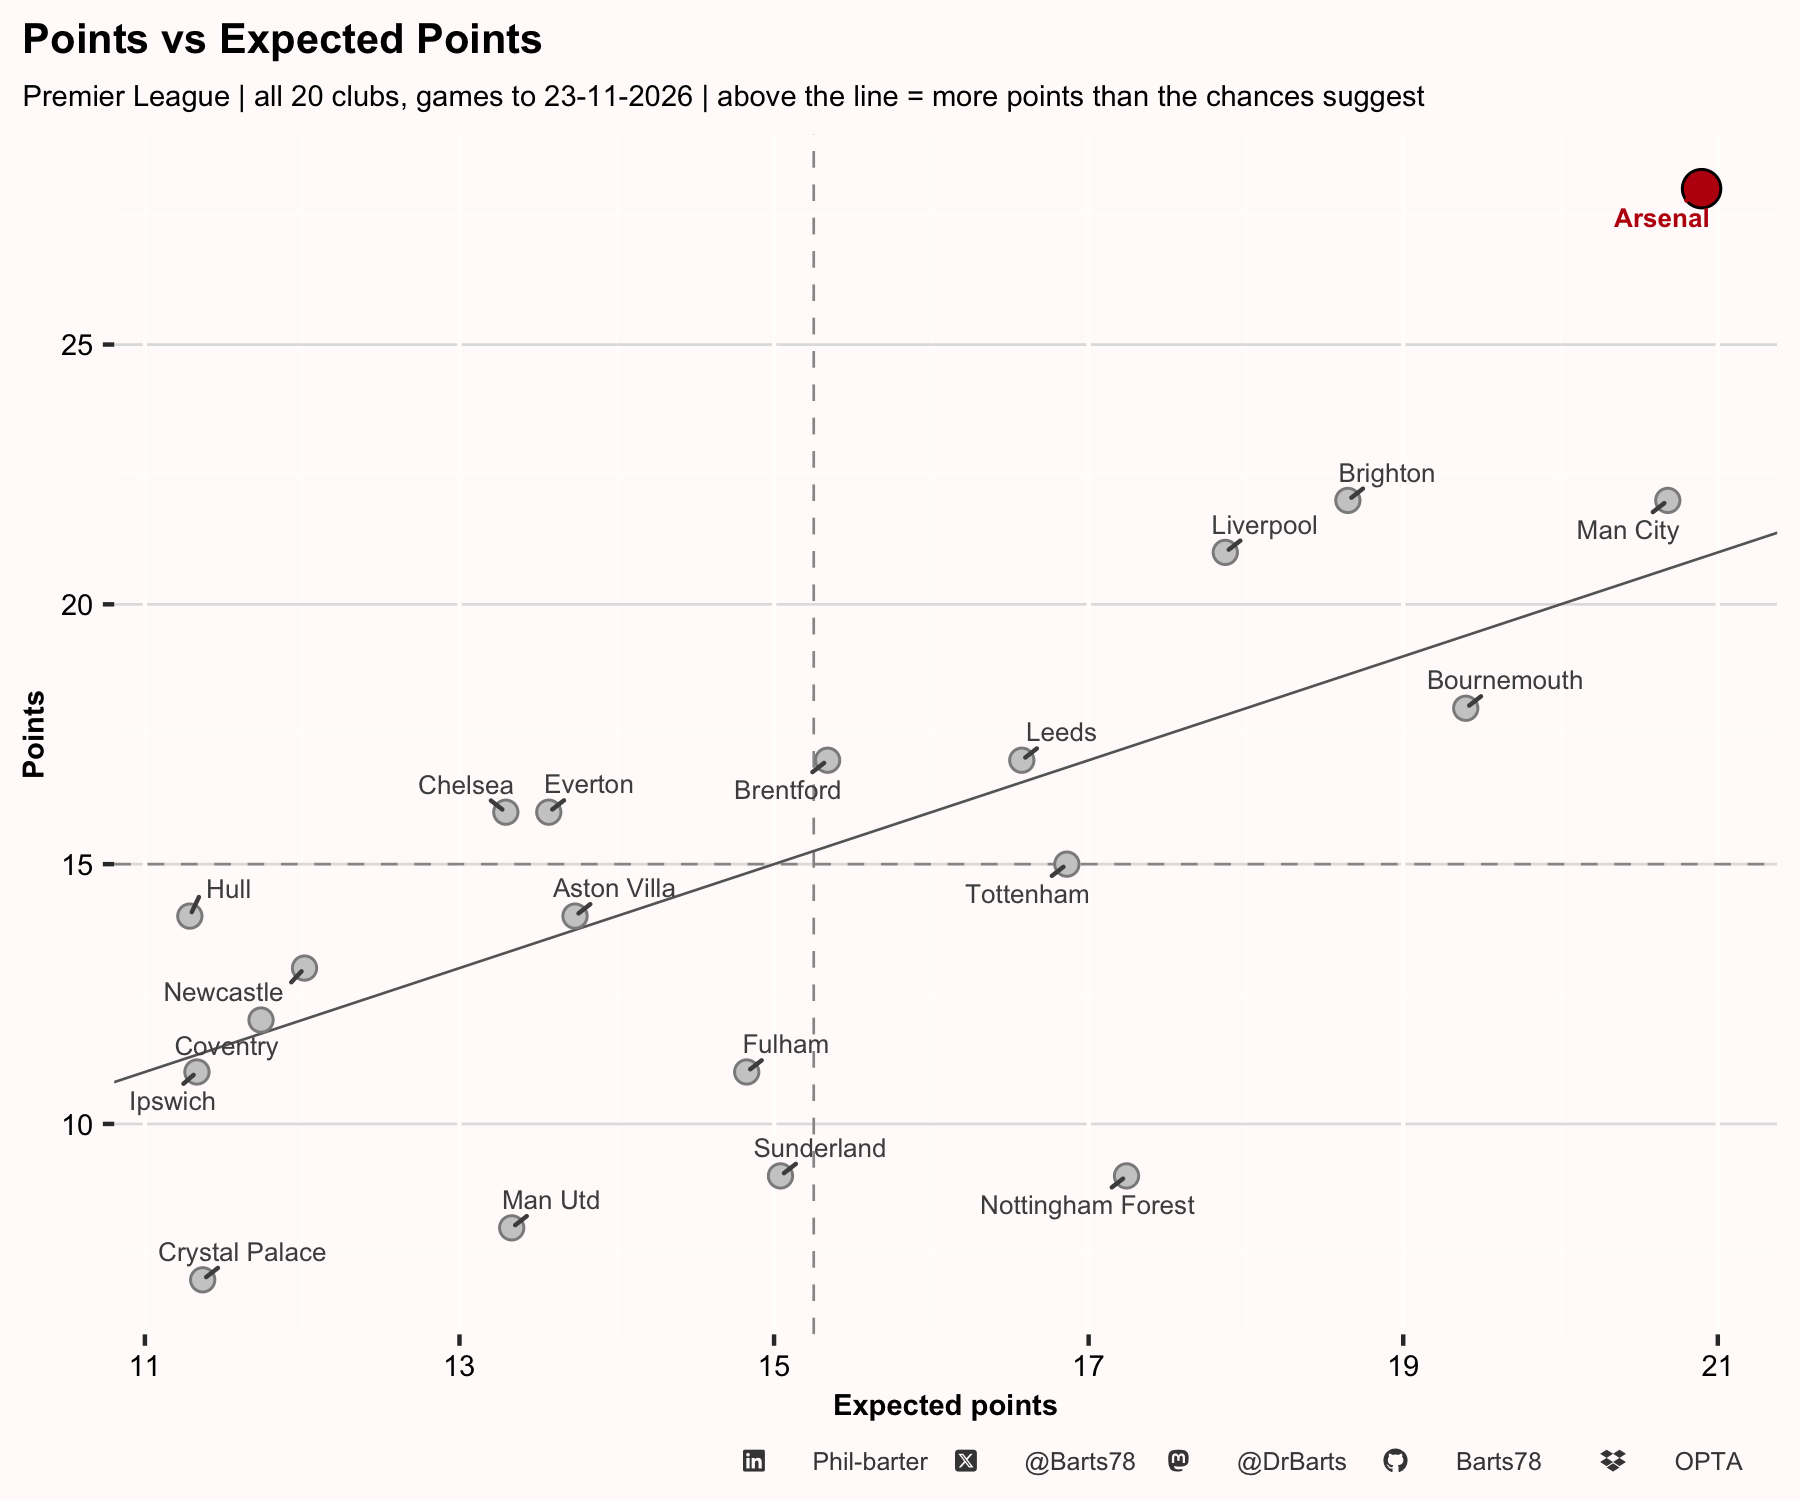 Points vs Expected Points
Premier League | all 20 clubs, games to 23-11-2026 | above the line = more points than the chances suggest
Arsenal
25
Brighton
Liverpool
Man City
20
Bournemouth
Points
Leeds
Chelsea
Everton
Brentford
15
Hull
Aston Villa
Tottenham
Newcastle
Coventry
Fulham
Ipswich
10
Sunderland
Man Utd
Nottingham Forest
Crystal Palace
11 13 15 17 19 21
Expected points
Phil-barter @Barts78 @DrBarts Barts78 OPTA